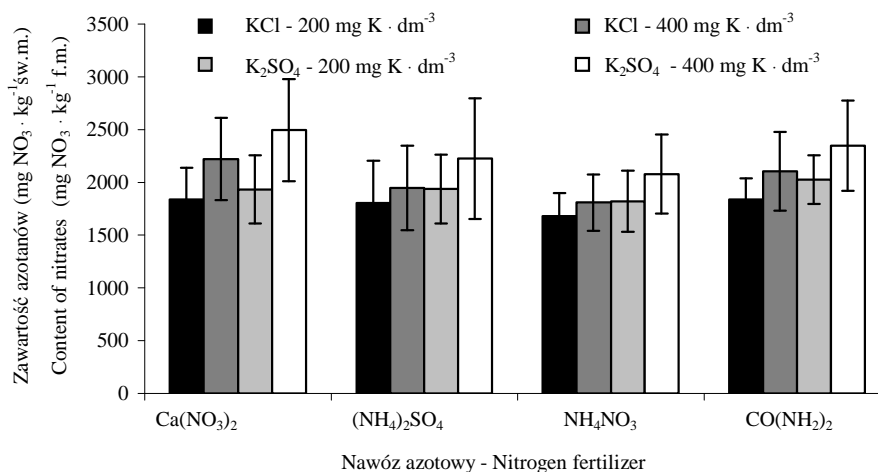 Zawartość azotanów (mg NO₃ · kg⁻¹św.m.)
Content of nitrates (mg NO₃ · kg⁻¹ f.m.)
3500
3000
2500
2000
1500
1000
500
0
KCl - 200 mg K · dm⁻³
KCl - 400 mg K · dm⁻³
K₂SO₄ - 200 mg K · dm⁻³
K₂SO₄ - 400 mg K · dm⁻³
Ca(NO₃)₂
(NH₄)₂SO₄
NH₄NO₃
CO(NH₂)₂
Nawóz azotowy - Nitrogen fertilizer